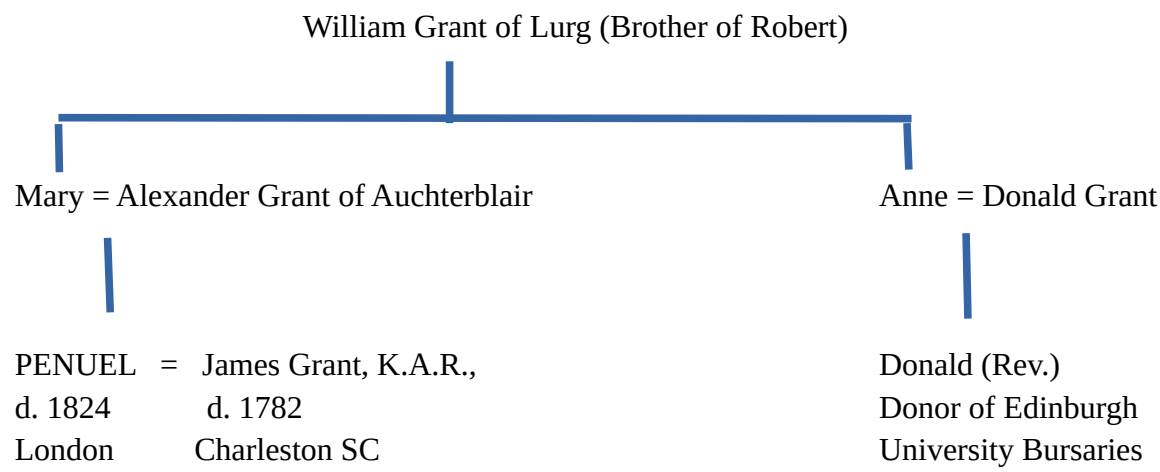 William Grant of Lurg (Brother of Robert)
Mary = Alexander Grant of Auchterblair
Anne = Donald Grant
PENUEL = James Grant, K.A.R.,
d. 1824 d. 1782
London Charleston SC
Donald (Rev.)
Donor of Edinburgh
University Bursaries